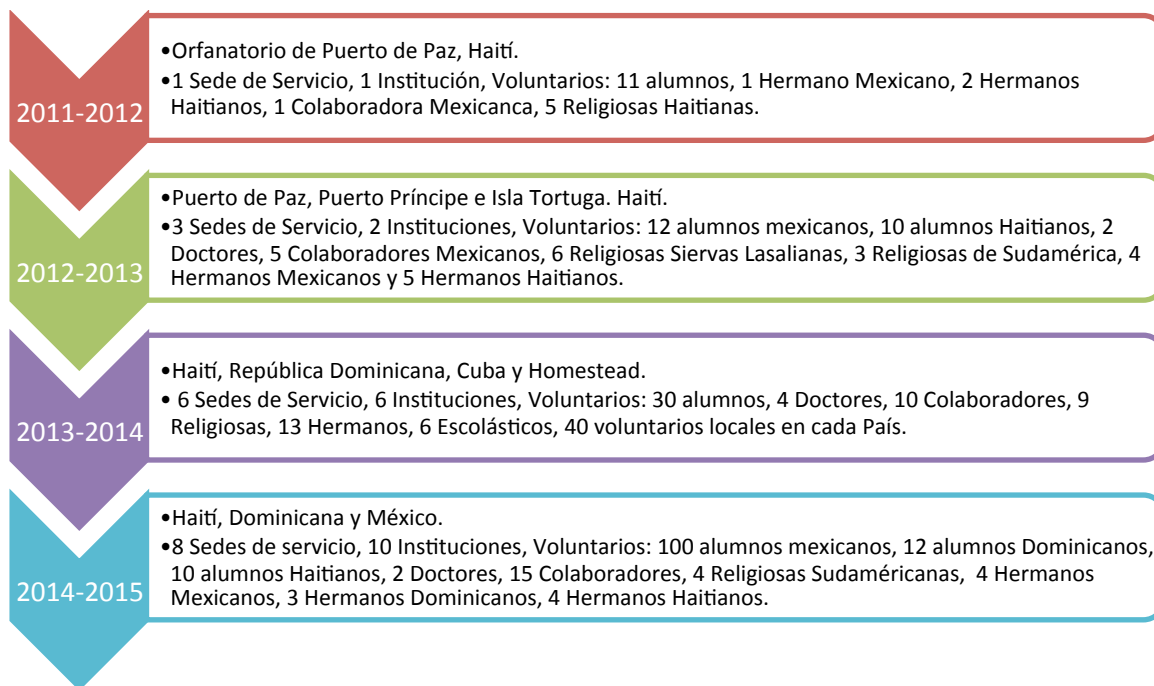 2011-2012
•Orfanatorio de Puerto de Paz, Haití.
•1 Sede de Servicio, 1 Institución, Voluntarios: 11 alumnos, 1 Hermano Mexicano, 2 Hermanos
Haitianos, 1 Colaboradora Mexicanca, 5 Religiosas Haitianas.
2012-2013
•Puerto de Paz, Puerto Príncipe e Isla Tortuga. Haití.
•3 Sedes de Servicio, 2 Instituciones, Voluntarios: 12 alumnos mexicanos, 10 alumnos Haitianos, 2
Doctores, 5 Colaboradores Mexicanos, 6 Religiosas Siervas Lasalianas, 3 Religiosas de Sudamérica, 4
Hermanos Mexicanos y 5 Hermanos Haitianos.
2013-2014
•Haití, República Dominicana, Cuba y Homestead.
• 6 Sedes de Servicio, 6 Instituciones, Voluntarios: 30 alumnos, 4 Doctores, 10 Colaboradores, 9
Religiosas, 13 Hermanos, 6 Escolásticos, 40 voluntarios locales en cada País.
2014-2015
•Haití, Dominicana y México.
•8 Sedes de servicio, 10 Instituciones, Voluntarios: 100 alumnos mexicanos, 12 alumnos Dominicanos,
10 alumnos Haitianos, 2 Doctores, 15 Colaboradores, 4 Religiosas Sudaméricanas, 4 Hermanos
Mexicanos, 3 Hermanos Dominicanos, 4 Hermanos Haitianos.